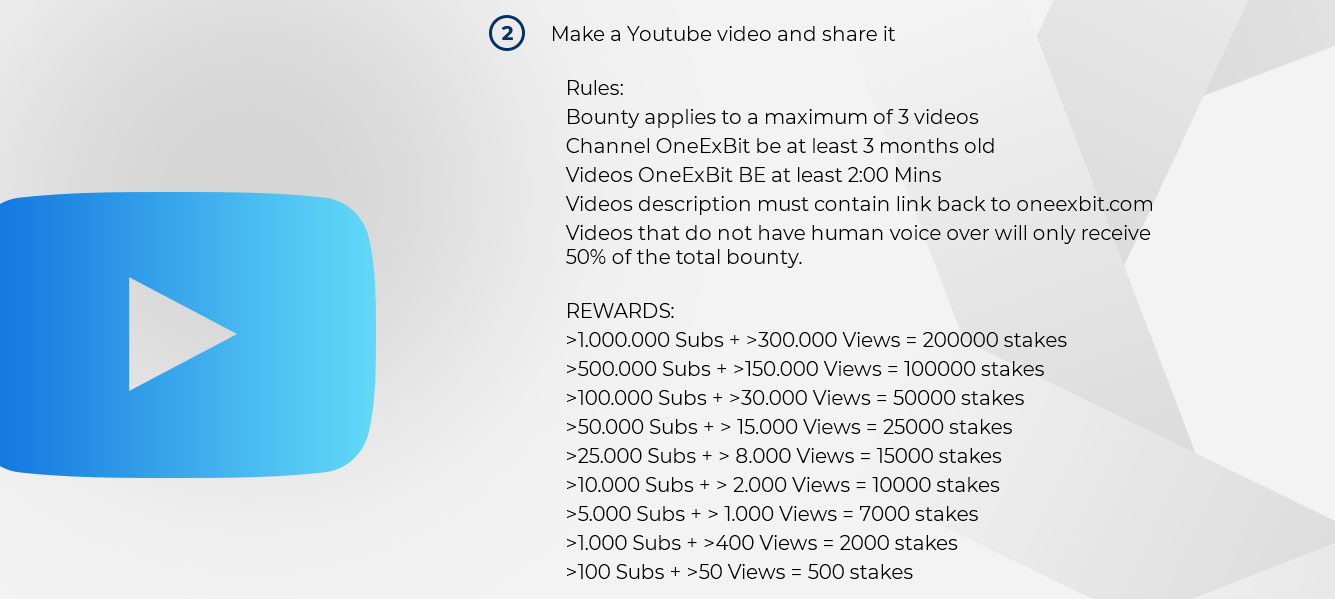 2 Make a Youtube video and share it
Rules:
Bounty applies to a maximum of 3 videos
Channel OneExBit be at least 3 months old
Videos OneExBit BE at least 2:00 Mins
Videos description must contain link back to oneexbit.com
Videos that do not have human voice over will only receive
50% of the total bounty.
REWARDS:
>1.000.000 Subs + >300.000 Views = 200000 stakes
>500.000 Subs + >150.000 Views = 100000 stakes
>100.000 Subs + >30.000 Views = 50000 stakes
>50.000 Subs + > 15.000 Views = 25000 stakes
>25.000 Subs + > 8.000 Views = 15000 stakes
>10.000 Subs + > 2.000 Views = 10000 stakes
>5.000 Subs + > 1.000 Views = 7000 stakes
>1.000 Subs + >400 Views = 2000 stakes
>100 Subs + >50 Views = 500 stakes